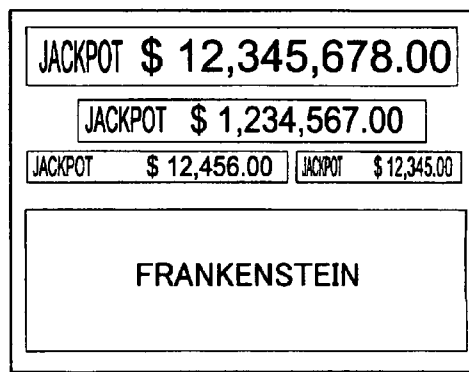 JACKPOT $ 12,345,678.00
JACKPOT $ 1,234,567.00
JACKPOT $ 12,456.00 JACKPOT $ 12,345.00
FRANKENSTEIN